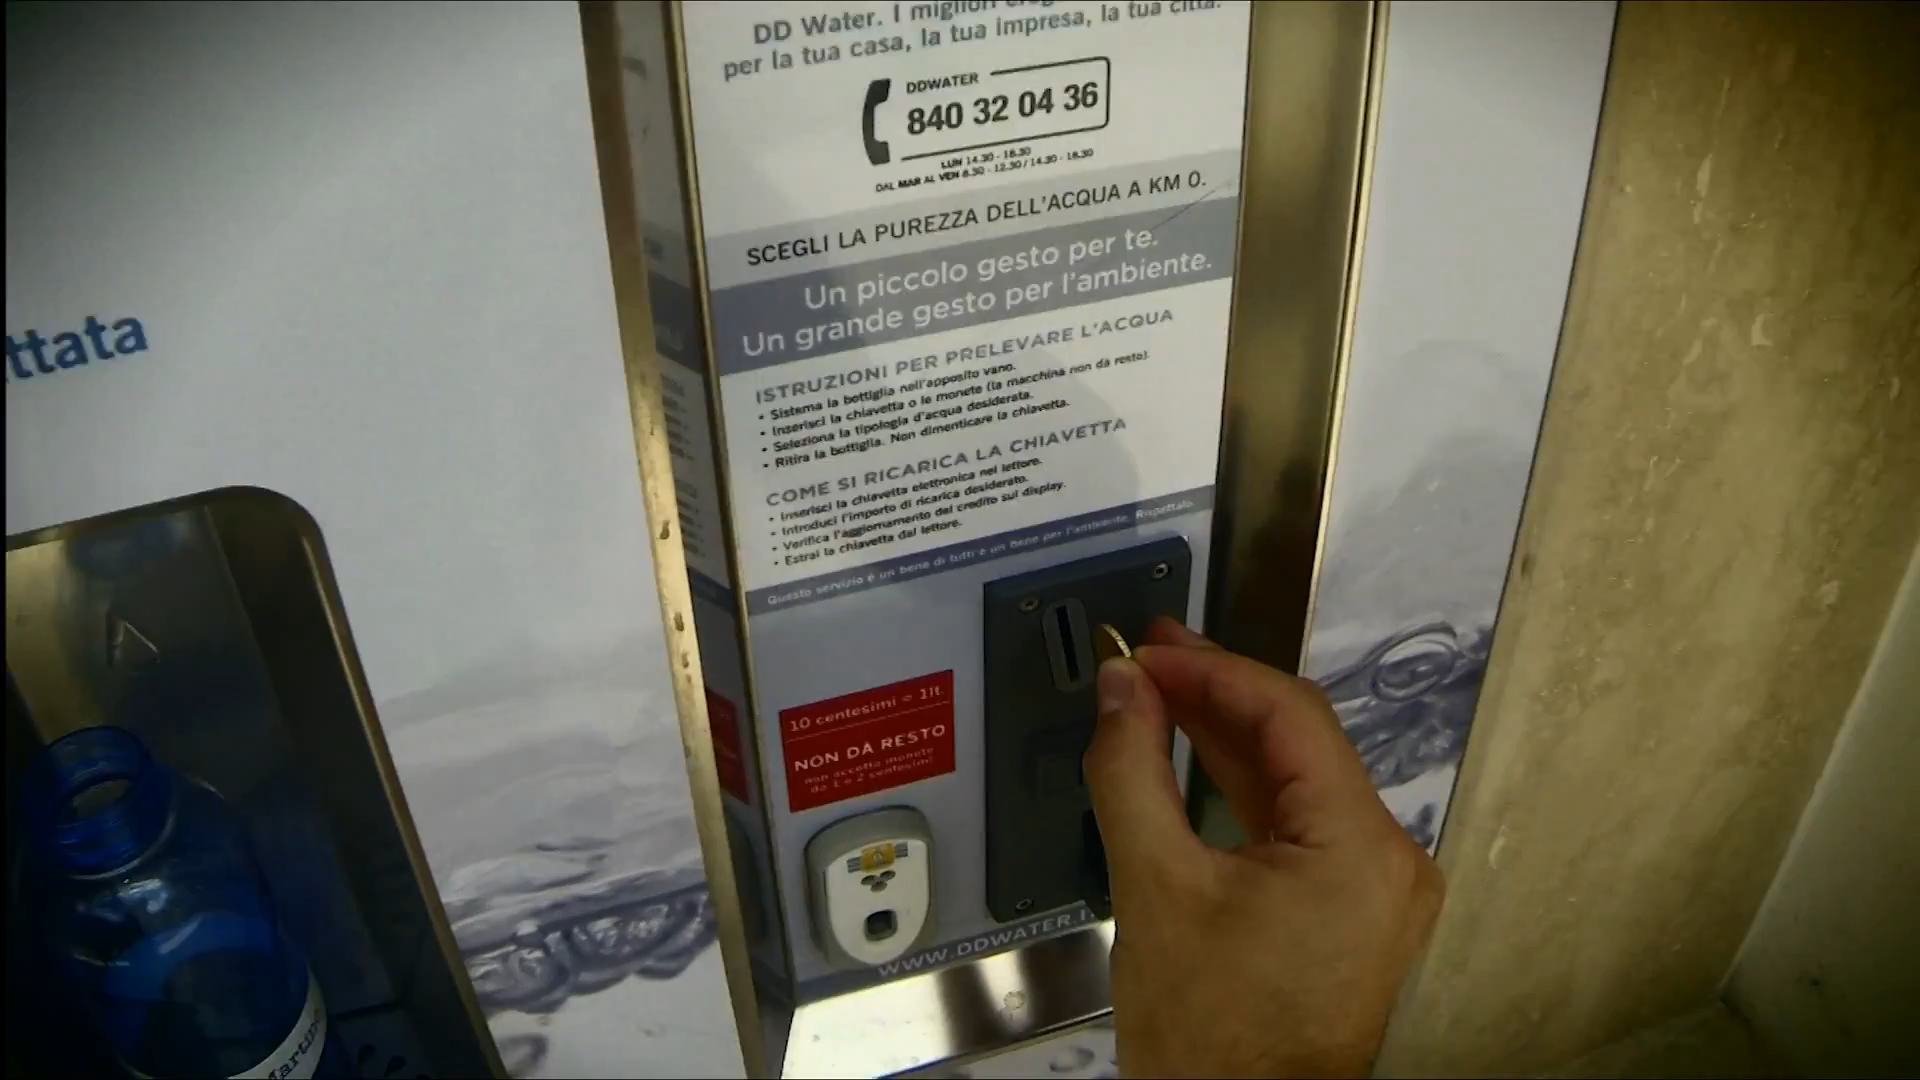 DD Water. I migliori
per la tua casa, la tua impresa, la tua città.
DDWATER
840 32 04 36
LUN 14.30 - 18.30
DAL MAR AL VEN 8.30 - 12.30 / 14.30 - 18.30
SCEGLI LA PUREZZA DELL'ACQUA A KM 0.
Un piccolo gesto per te.
Un grande gesto per l'ambiente.
ISTRUZIONI PER PRELEVARE L'ACQUA
• Sistema la bottiglia nell'apposito vano.
• Inserisci la chiavetta o le monete (la macchina non dà resto).
• Seleziona la tipologia d'acqua desiderata.
• Ritira la bottiglia. Non dimenticare la chiavetta.
COME SI RICARICA LA CHIAVETTA
• Inserisci la chiavetta elettronica nel lettore.
• Introduci l'importo di ricarica desiderato.
• Verifica l'aggiornamento del credito sul display.
• Estrai la chiavetta dal lettore.
Questo servizio è un bene di tutti e un bene per l'ambiente. Rispettalo.
10 centesimi = 1lt.
NON DÀ RESTO
non accetta monete
da 1 e 2 centesimi
WWW.DDWATER.I
ttata
Martino